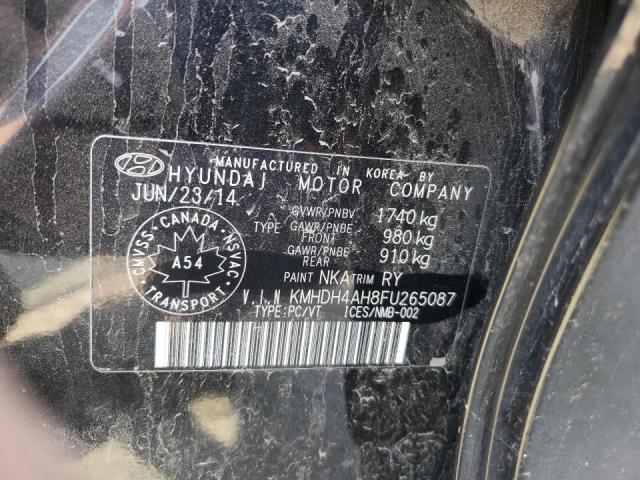 MANUFACTURED IN KOREA BY
HYUNDAI MOTOR COMPANY
JUN/23/14
GVWR/PNBV 1740 kg
TYPE GAWR/PNBE FRONT 980 kg
GAWR/PNBE REAR 910 kg
PAINT NKA TRIM RY
V.I.N KMHDH4AH8FU265087
TYPE:PC/VT ICES/NMB-002
CMVSS · CANADA · NSVAC
A54
TRANSPORT